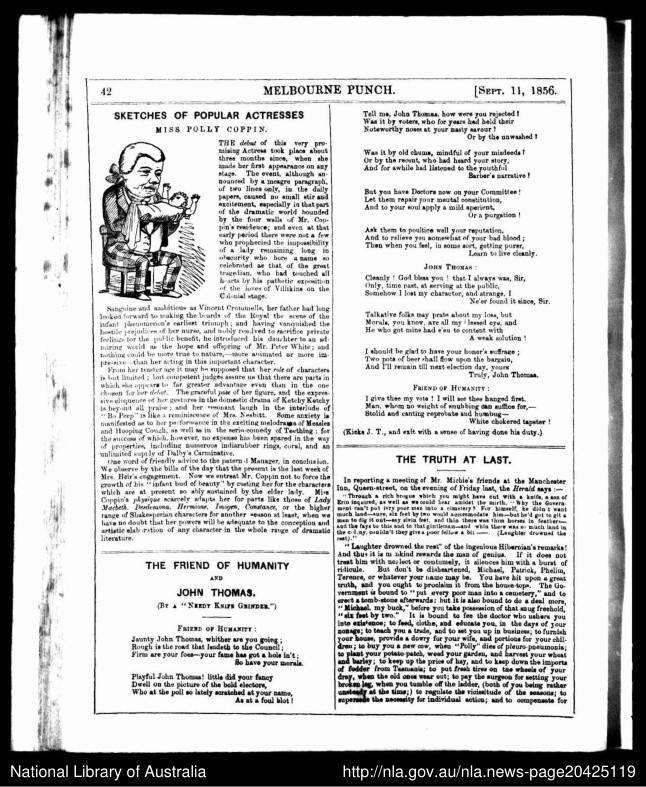 42 MELBOURNE PUNCH. [SEPT. 11, 1856.
SKETCHES OF POPULAR ACTRESSES
MISS POLLY COPPIN.
THE debut of this very pro-
mising Actress took place about
three months since, when she
made her first appearance on any
stage. The event, although an-
nounced by a meagre paragraph,
of two lines only, in the daily
papers, caused no small stir and
excitement, especially in that part
of the dramatic world bounded
by the four walls of Mr. Cop-
pin's residence; and even at that
early period there were not a few
who prophecied the impossibility
of a lady remaining long in
obscurity who bore a name so
celebrated as that of the great
tragedian, who had touched all
hearts by his pathetic exposition
of the loves of Villikins on the
Colonial stage.
Sanguine and ambitious as Vincent Crummells, her father had long
looked forward to making the boards of the Royal the scene of the
infant phenomenon's earliest triumph; and having vanquished the
hostile prejudices of her nurse, and nobly resolved to sacrifice private
feelings for the public benefit, he introduced his daughter to an ad-
miring world as the hope and offspring of Mr. Peter White; and
nothing could be more true to nature,—more animated or more im-
pressive—than her acting in this important character.
From her tender age it may be supposed that her role of characters
is but limited; but competent judges assure us that there are parts in
which she appears to far greater advantage even than in the one
chosen for her debut. The graceful pose of her figure, and the expres-
sive eloquence of her gestures in the domestic drama of Ketchy Ketchy
is beyond all praise; and her resonant laugh in the interlude of
"Bo Peep" is like a reminiscence of Mrs. Nesbitt. Some anxiety is
manifested as to her performance in the exciting melodrama of Measles
and Hooping Cough, as well as in the serio-comedy of Teething; for
the success of which, however, no expense has been spared in the way
of properties, including numerous indiarubber rings, coral, and an
unlimited supply of Dalby's Carminative.
One word of friendly advice to the paternal Manager, in conclusion.
We observe by the bills of the day that the present is the last week of
Mrs. Heir's engagement. Now we entreat Mr. Coppin not to force the
growth of his "infant bud of beauty" by casting her for the characters
which are at present so ably sustained by the elder lady. Miss
Coppin's physique scarcely adapts her for parts like those of Lady
Macbeth, Desdemona, Hermione, Imogen, Constance, or the higher
range of Shakesperian characters for another season at least, when we
have no doubt that her powers will be adequate to the conception and
artistic elaboration of any character in the whole range of dramatic
literature.
THE FRIEND OF HUMANITY
AND
JOHN THOMAS.
(BY A "NEEDY KNIFE GRINDER.")
FRIEND OF HUMANITY:
Jaunty John Thomas, whither are you going;
Rough is the road that leadeth to the Council;
Firm are your foes—your fame has got a hole in't;
So have your morals.
Playful John Thomas! little did your fancy
Dwell on the picture of the bold electors,
Who at the poll so lately scratched at your name,
As at a foul blot!
Tell me, John Thomas, how were you rejected?
Was it by voters, who for years had held their
Noteworthy noses at your nasty savour?
Or by the unwashed?
Was it by old chums, mindful of your misdeeds?
Or by the recent, who had heard your story,
And for awhile had listened to the youthful
Barber's narrative?
But you have Doctors now on your Committee!
Let them repair your mental constitution,
And to your soul apply a mild aperient,
Or a purgation!
Ask them to poultice well your reputation,
And to relieve you somewhat of your bad blood;
Then when you feel, in some sort, getting purer,
Learn to live cleanly.
JOHN THOMAS:
Cleanly! God bless you! that I always was, Sir,
Only, time past, at serving at the public,
Somehow I lost my character, and strange, I
Ne'er found it since, Sir.
Talkative folks may prate about my loss, but
Morals, you know, are all my blessed eye, and
He who got mine had e'en to content with
A weak solution!
I should be glad to have your honor's suffrage;
Two pots of beer shall flow upon the bargain,
And I'll remain till next election day, yours
Truly, John Thomas.
FRIEND OF HUMANITY:
I give thee my vote! I will see thee hanged first.
Man, whom no weight of snubbing can suffice for,—
Stolid and canting reprobate and humbug—
White chokered tapster!
(Kicks J. T., and exit with a sense of having done his duty.)
THE TRUTH AT LAST.
In reporting a meeting of Mr. Michie's friends at the Manchester
Inn, Queen-street, on the evening of Friday last, the Herald says:—
"Through a rich brogue which you might have cut with a knife, a son of
Erin inquired, as well as we could hear amidst the mirth, "Why the Govern-
ment can't put ivry poor man into a cimetery? For himself, he didn't want
much land—sure, six feet by two would accommodate him—but he'd got to git a
man to dig it out—say sivin feet, and thin there was thim horses in feathers—
and the fays to this and to that gintleman—and whin there was so much land in
the colony, couldn't they give a poor fellow a bit ——. (Laughter drowned the
rest)."
"Laughter drowned the rest" of the ingenious Hibernian's remarks!
And thus it is mankind rewards the man of genius. If it does not
treat him with neglect or contumely, it silences him with a burst of
ridicule. But don't be disheartened, Michael, Patrick, Phelim,
Terence, or whatever your name may be. You have hit upon a great
truth, and you ought to proclaim it from the house-tops. The Go-
vernment is bound to "put every poor man into a cemetery," and to
erect a tomb-stone afterwards; but it is also bound to do a deal more,
"Michael, my buck," before you take possession of that snug freehold,
"six feet by two." It is bound to fee the doctor who ushers you
into existence; to feed, clothe, and educate you, in the days of your
nonage; to teach you a trade, and to set you up in business; to furnish
your house, provide a dowry for your wife, and portions for your chil-
dren; to buy you a new cow, when "Polly" dies of pleuro-pneumonia;
to plant your potato-patch, weed your garden, and harvest your wheat
and barley; to keep up the price of hay, and to keep down the imports
of fodder from Tasmania; to put fresh tires on the wheels of your
dray, when the old ones wear out; to pay the surgeon for setting your
broken leg, when you tumble off the ladder, (both of you being rather
unsteady at the time;) to regulate the vicissitude of the seasons; to
supersede the necessity for individual action; and to compensate for
National Library of Australia http://nla.gov.au/nla.news-page20425119